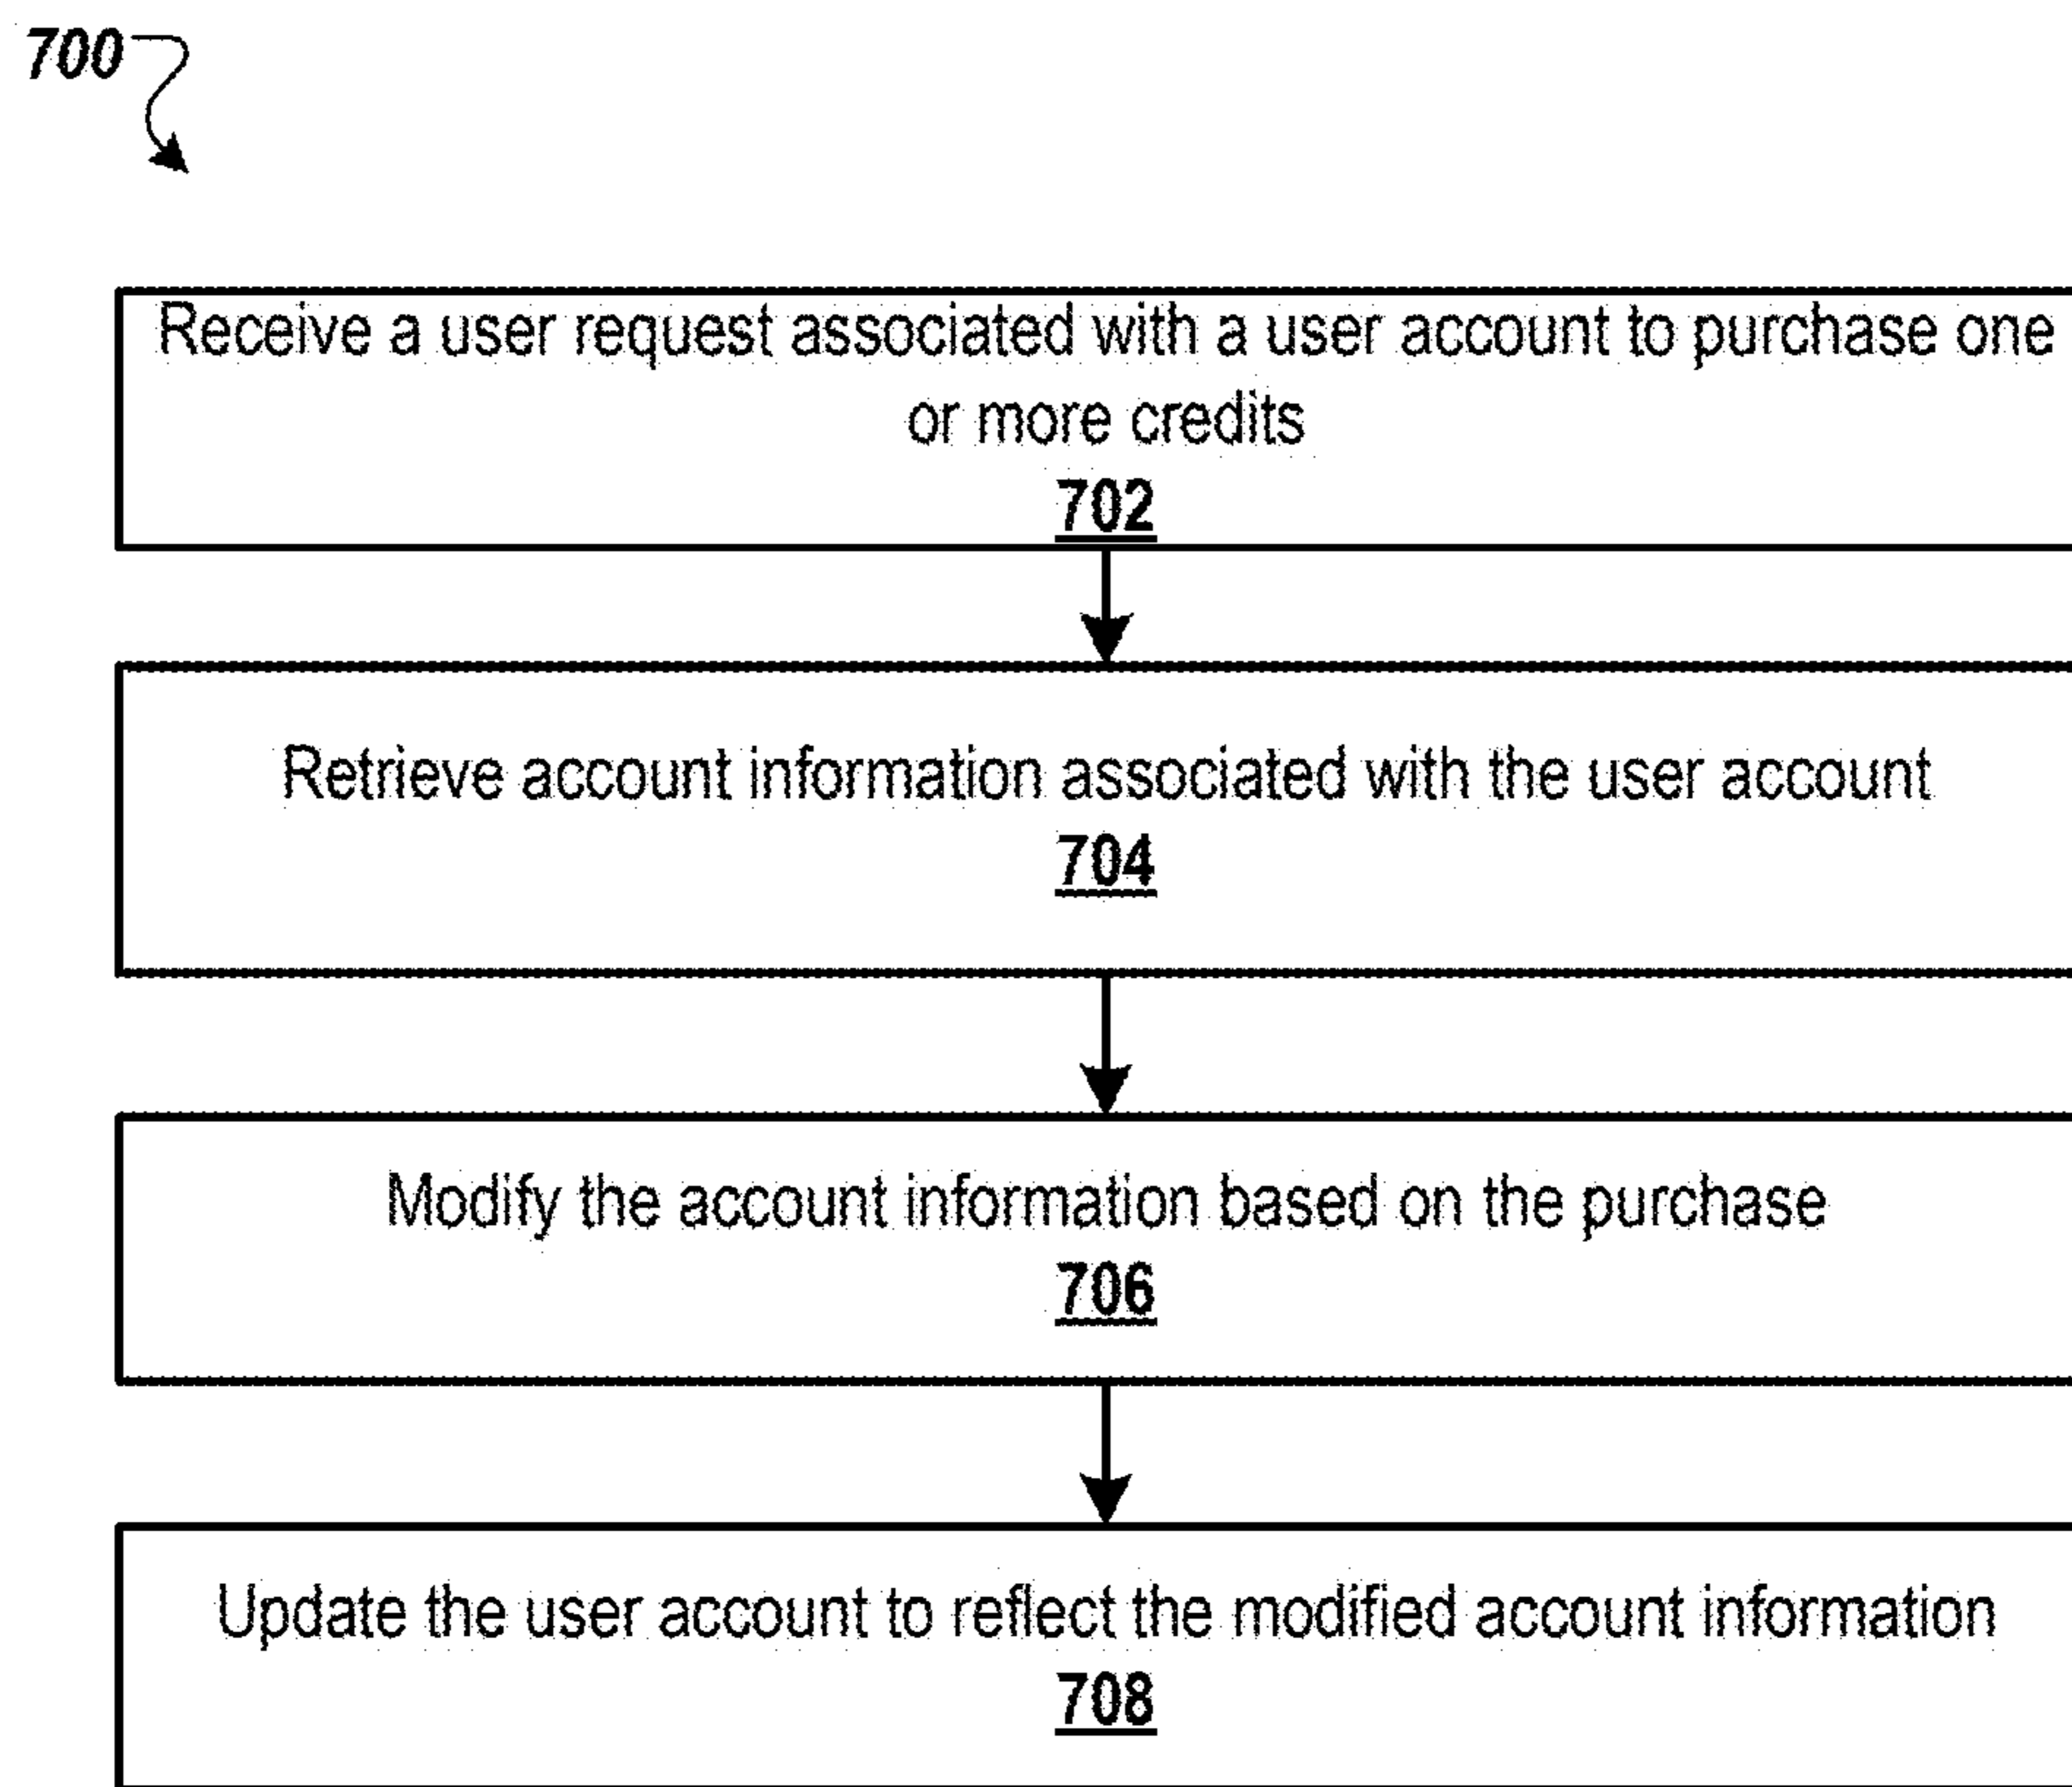 700
Receive a user request associated with a user account to purchase one
or more credits
702
Retrieve account information associated with the user account
704
Modify the account information based on the purchase
706
Update the user account to reflect the modified account information
708